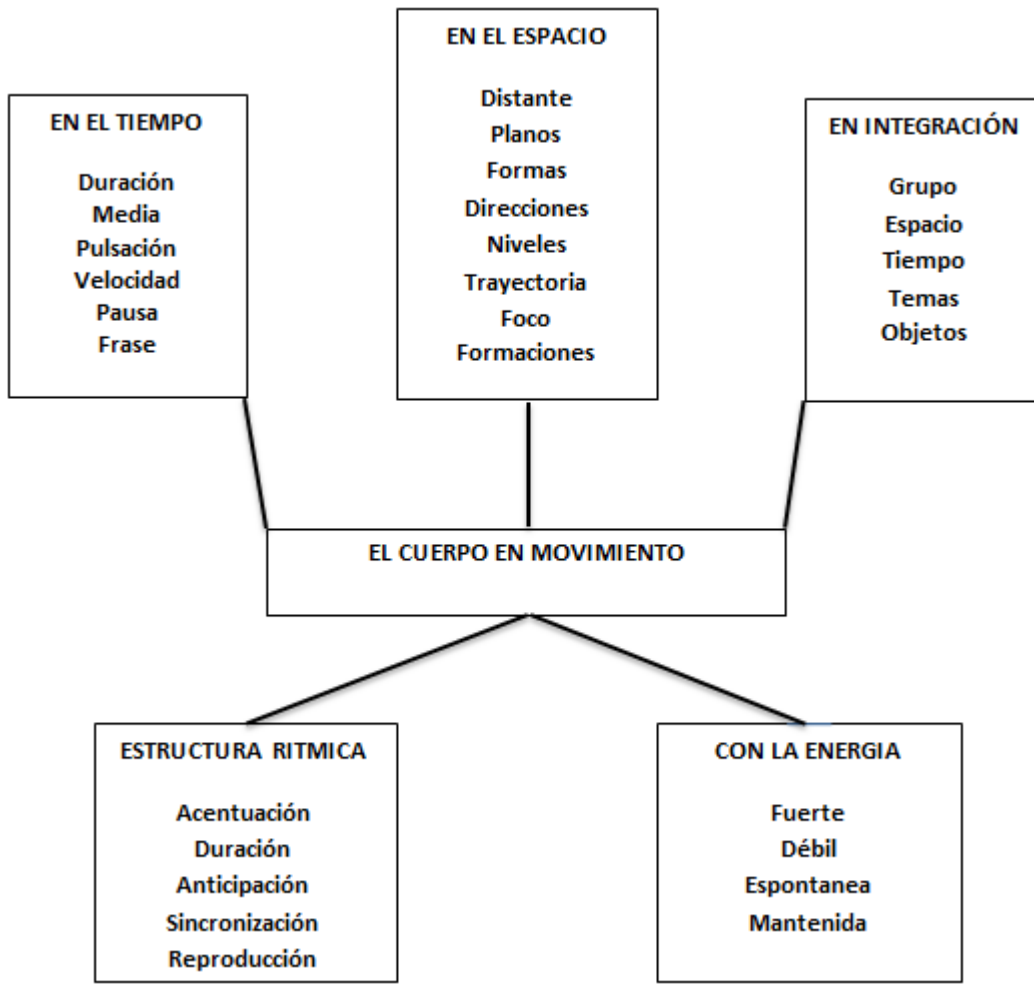 EN EL TIEMPO
Duración
Media
Pulsación
Velocidad
Pausa
Frase
EN EL ESPACIO
Distante
Planos
Formas
Direcciones
Niveles
Trayectoria
Foco
Formaciones
EN INTEGRACIÓN
Grupo
Espacio
Tiempo
Temas
Objetos
EL CUERPO EN MOVIMIENTO
ESTRUCTURA RITMICA
Acentuación
Duración
Anticipación
Sincronización
Reproducción
CON LA ENERGIA
Fuerte
Débil
Espontanea
Mantenida